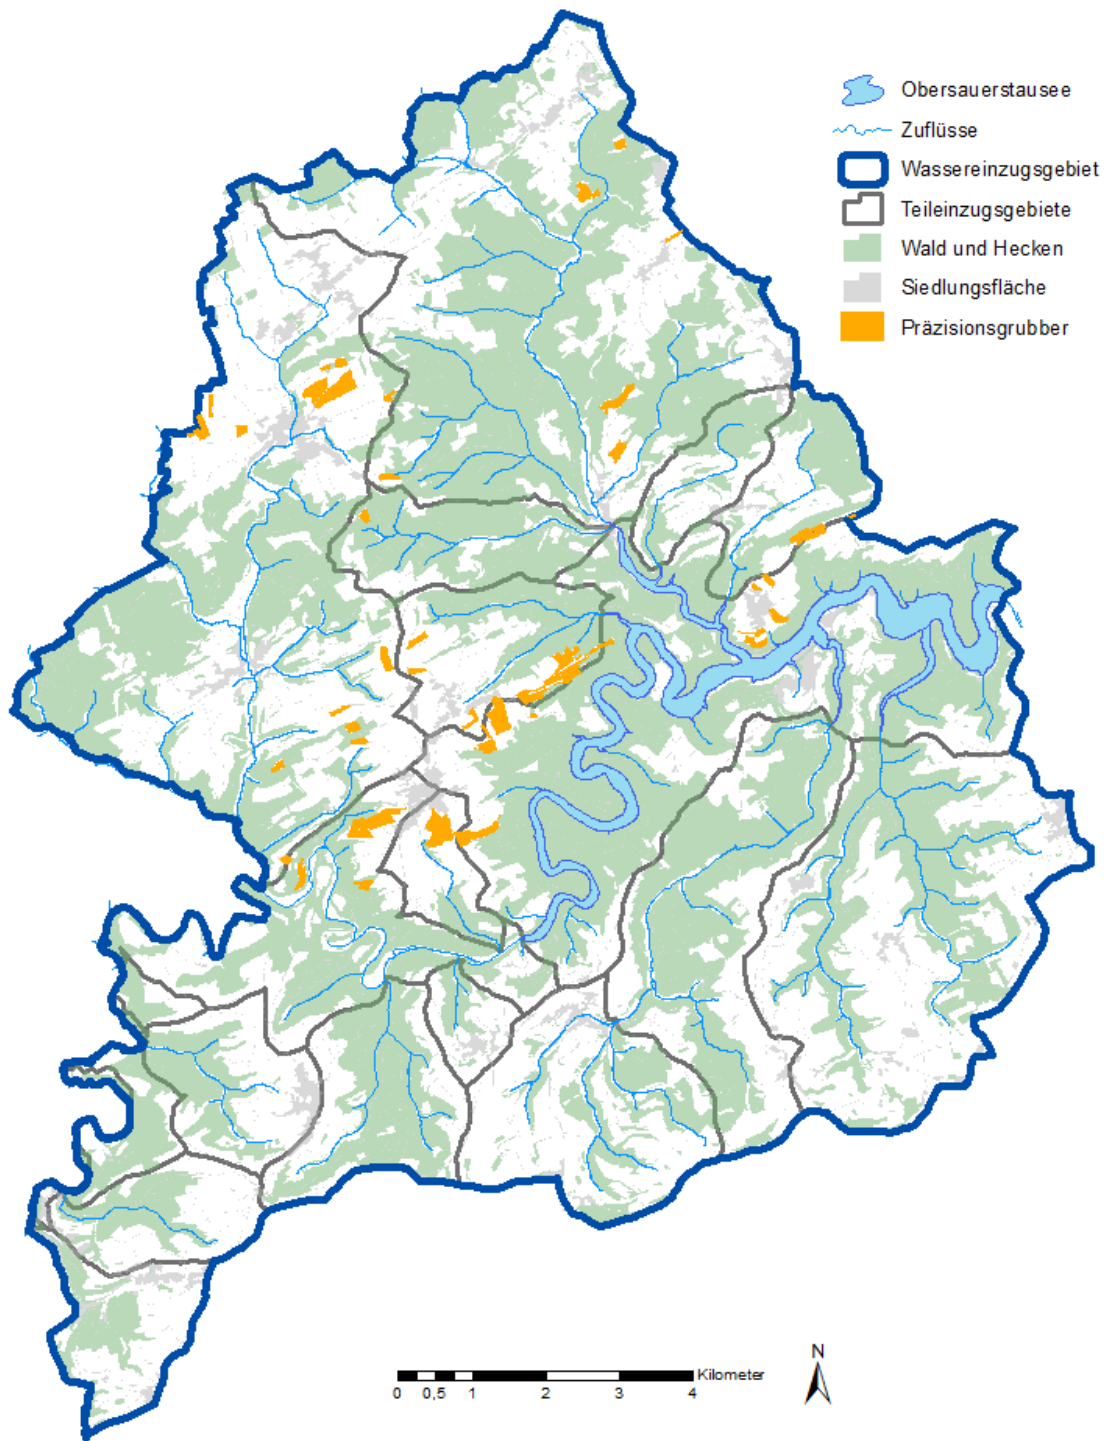 Obersauerstausee
Zuflüsse
Wassereinzugsgebiet
Teileinzugsgebiete
Wald und Hecken
Siedlungsfläche
Präzisionsgrubber
N
Kilometer
0 0,5 1 2 3 4